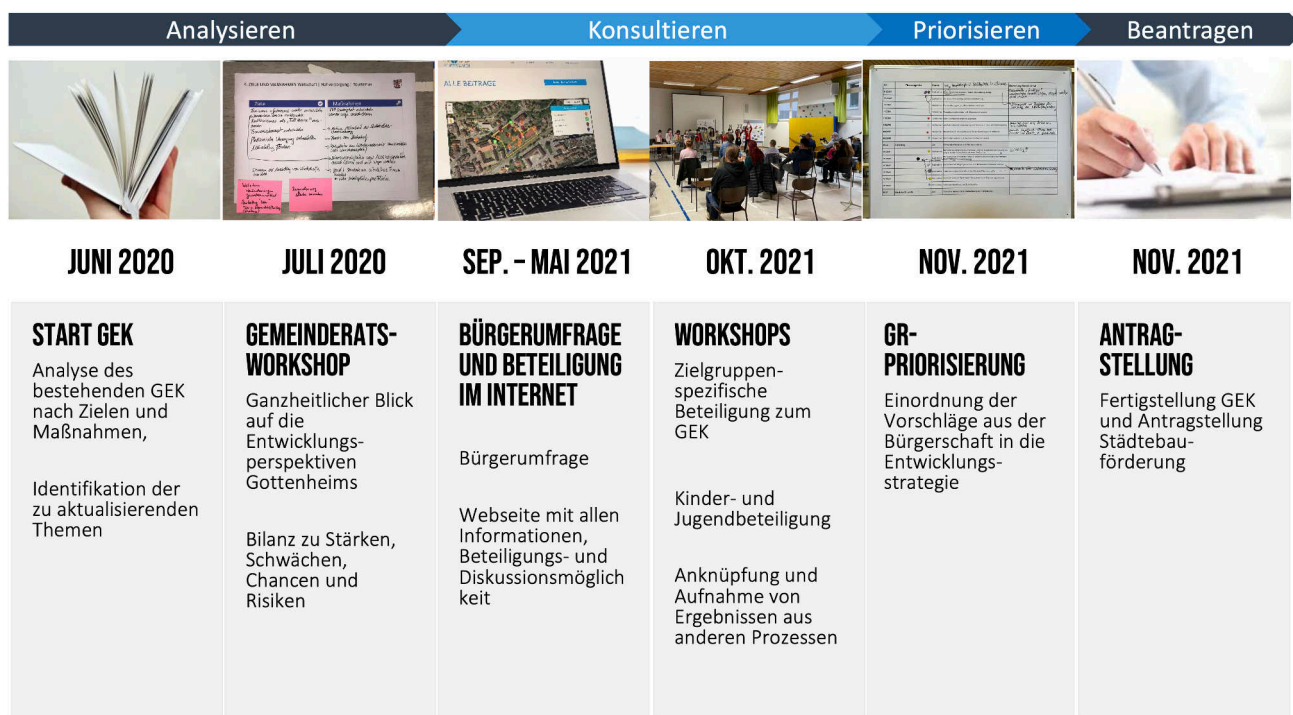 Analysieren
Konsultieren
Priorisieren
Beantragen
ALLE BEITRÄGE
JUNI 2020
JULI 2020
SEP. – MAI 2021
OKT. 2021
NOV. 2021
NOV. 2021
START GEK
Analyse des
bestehenden GEK
nach Zielen und
Maßnahmen,
Identifikation der
zu aktualisierenden
Themen
GEMEINDERATS-
WORKSHOP
Ganzheitlicher Blick
auf die
Entwicklungs-
perspektiven
Gottenheims
Bilanz zu Stärken,
Schwächen,
Chancen und
Risiken
BÜRGERUMFRAGE
UND BETEILIGUNG
IM INTERNET
Bürgerumfrage
Webseite mit allen
Informationen,
Beteiligungs- und
Diskussionsmöglich
keit
WORKSHOPS
Zielgruppen-
spezifische
Beteiligung zum
GEK
Kinder- und
Jugendbeteiligung
Anknüpfung und
Aufnahme von
Ergebnissen aus
anderen Prozessen
GR-
PRIORISIERUNG
Einordnung der
Vorschläge aus der
Bürgerschaft in die
Entwicklungs-
strategie
ANTRAG-
STELLUNG
Fertigstellung GEK
und Antragstellung
Städtebau-
förderung